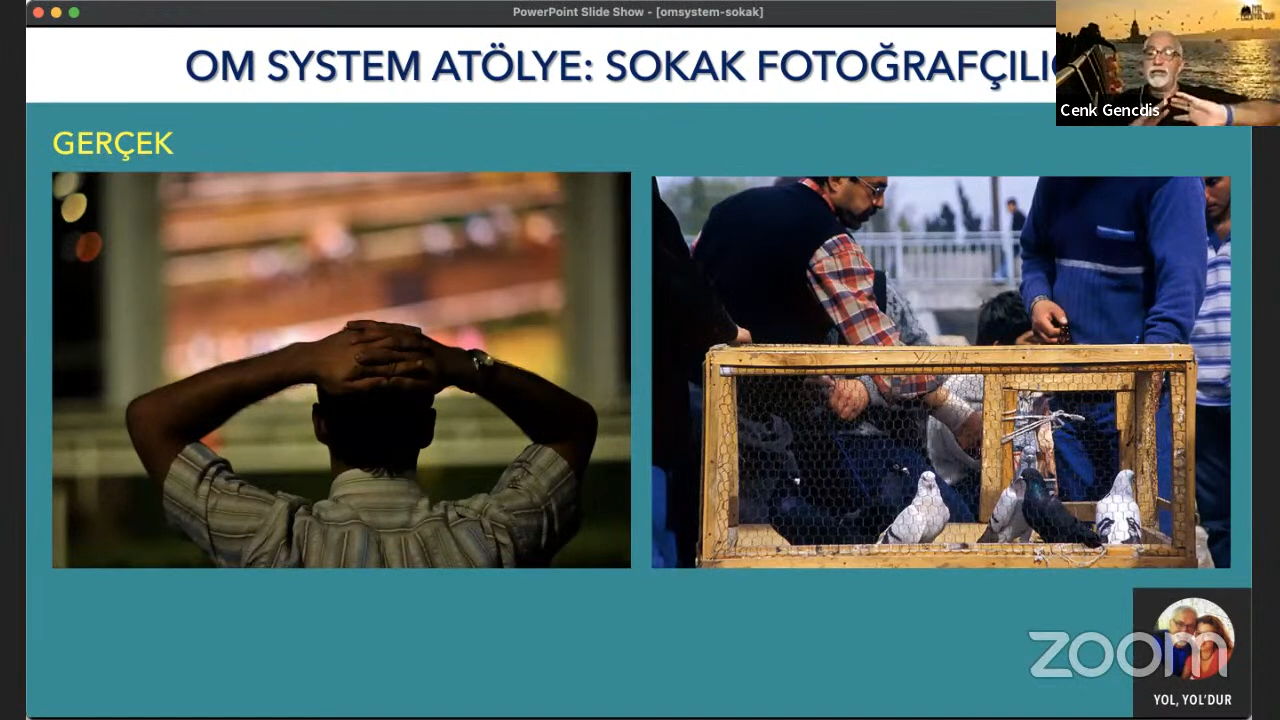 PowerPoint Slide Show - [omsystem-sokak]
OM SYSTEM ATÖLYE: SOKAK FOTOĞRAFÇILI
Cenk Gencdis
GERÇEK
zoom
YOL, YOL'DUR